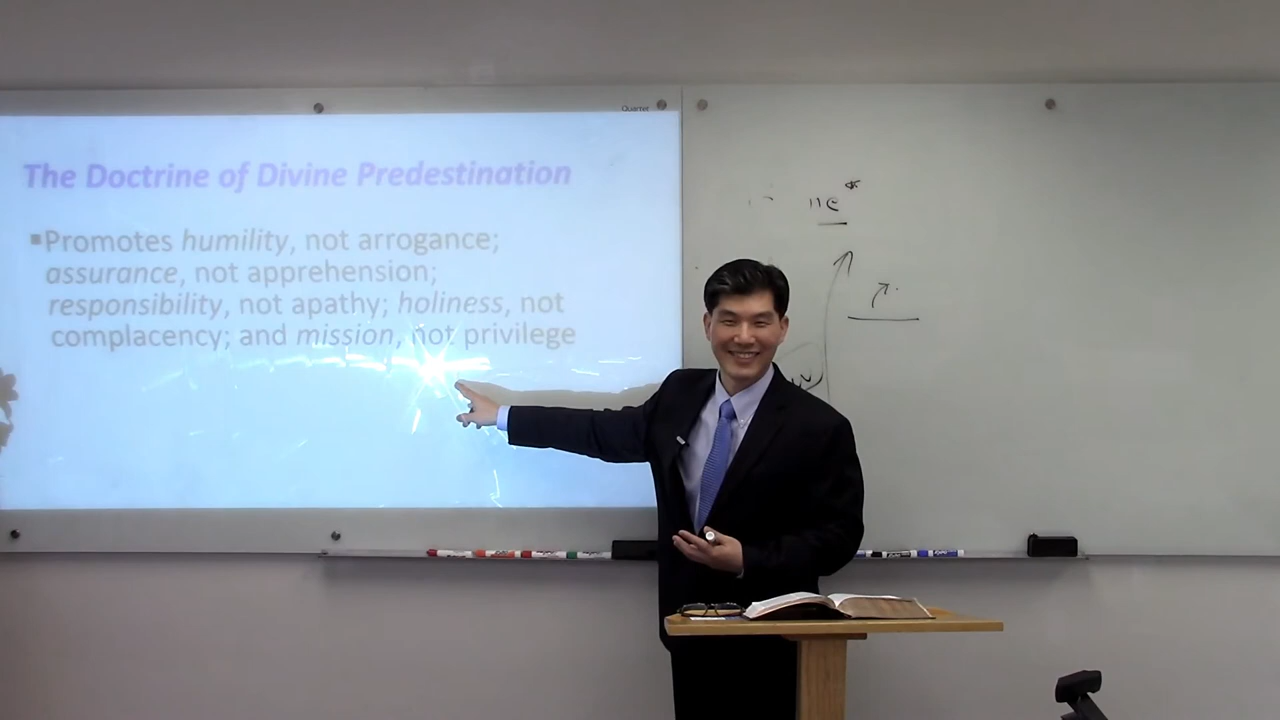 Quartet
The Doctrine of Divine Predestination
▪Promotes humility, not arrogance;
assurance, not apprehension;
responsibility, not apathy; holiness, not
complacency; and mission, not privilege